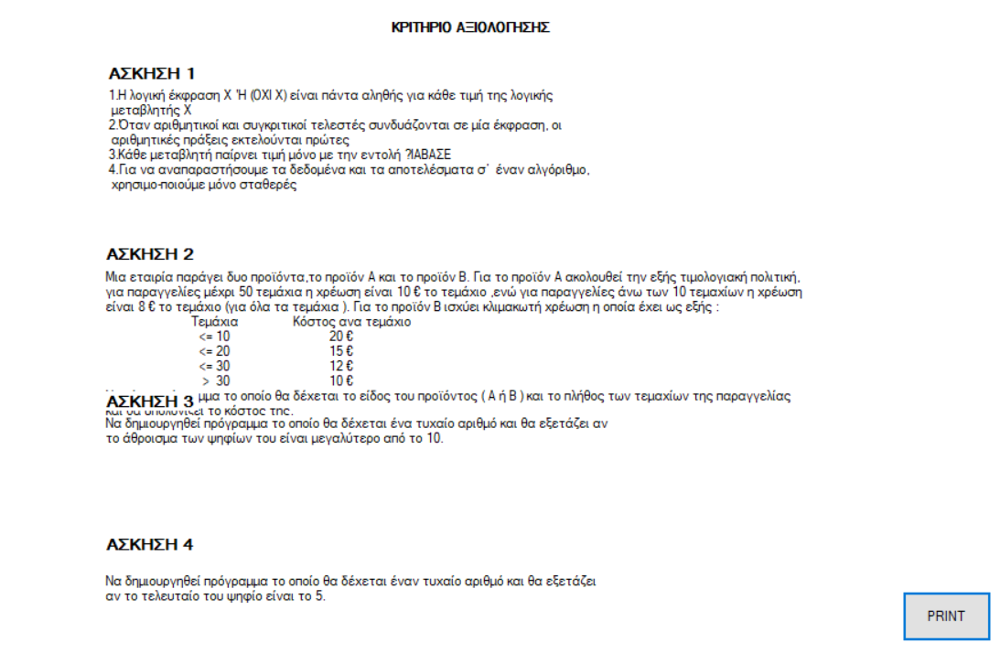 ΚΡΙΤΗΡΙΟ ΑΞΙΟΛΟΓΗΣΗΣ
ΑΣΚΗΣΗ 1
1.Η λογική έκφραση Χ Ή (ΟΧΙ Χ) είναι πάντα αληθής για κάθε τιμή της λογικής
μεταβλητής Χ
2.Όταν αριθμητικοί και συγκριτικοί τελεστές συνδυάζονται σε μία έκφραση, οι
αριθμητικές πράξεις εκτελούνται πρώτες
3.Κάθε μεταβλητή παίρνει τιμή μόνο με την εντολή ?ΙΑΒΑΣΕ
4.Για να αναπαραστήσουμε τα δεδομένα και τα αποτελέσματα σ΄ έναν αλγόριθμο,
χρησιμο-ποιούμε μόνο σταθερές
ΑΣΚΗΣΗ 2
Μια εταιρία παράγει δυο προϊόντα,το προϊόν Α και το προϊόν Β. Για το προϊόν Α ακολουθεί την εξής τιμολογιακή πολιτική,
για παραγγελίες μέχρι 50 τεμάχια η χρέωση είναι 10 € το τεμάχιο ,ενώ για παραγγελίες άνω των 10 τεμαχίων η χρέωση
είναι 8 € το τεμάχιο (για όλα τα τεμάχια ). Για το προϊόν Β ισχύει κλιμακωτή χρέωση η οποία έχει ως εξής :
Τεμάχια Κόστος ανα τεμάχιο
<= 10 20 €
<= 20 15 €
<= 30 12 €
> 30 10 €
μμα το οποίο θα δέχεται το είδος του προϊόντος ( Α ή Β ) και το πλήθος των τεμαχίων της παραγγελίας
ΑΣΚΗΣΗ 3
και θα υπολογίζει το κόστος της.
Να δημιουργηθεί πρόγραμμα το οποίο θα δέχεται ένα τυχαίο αριθμό και θα εξετάζει αν
το άθροισμα των ψηφίων του είναι μεγαλύτερο από το 10.
ΑΣΚΗΣΗ 4
Να δημιουργηθεί πρόγραμμα το οποίο θα δέχεται έναν τυχαίο αριθμό και θα εξετάζει
αν το τελευταίο του ψηφίο είναι το 5.
PRINT